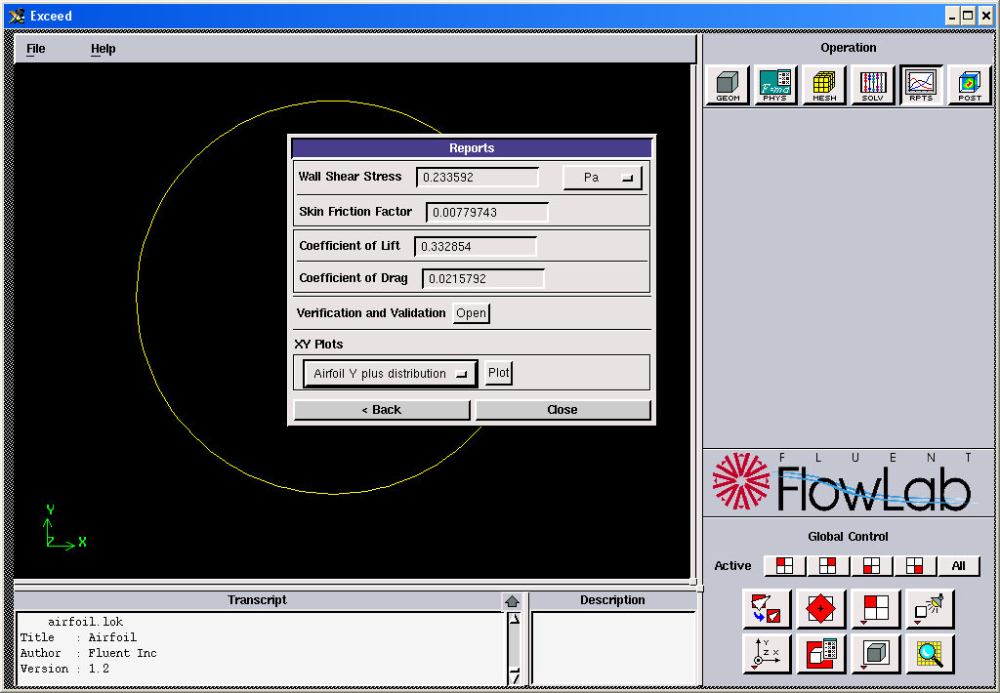 Exceed
File Help
Operation
GEOM PHYS MESH SOLV RPTS POST
F=ma
Reports
Wall Shear Stress 0.233592 Pa
Skin Friction Factor 0.00779743
Coefficient of Lift 0.332854
Coefficient of Drag 0.0215792
Verification and Validation Open
XY Plots
Airfoil Y plus distribution Plot
< Back Close
Y
Z X
FLUENT
FlowLab
Global Control
Active All
Y
Z X
Transcript Description
airfoil.lok
Title : Airfoil
Author : Fluent Inc
Version : 1.2